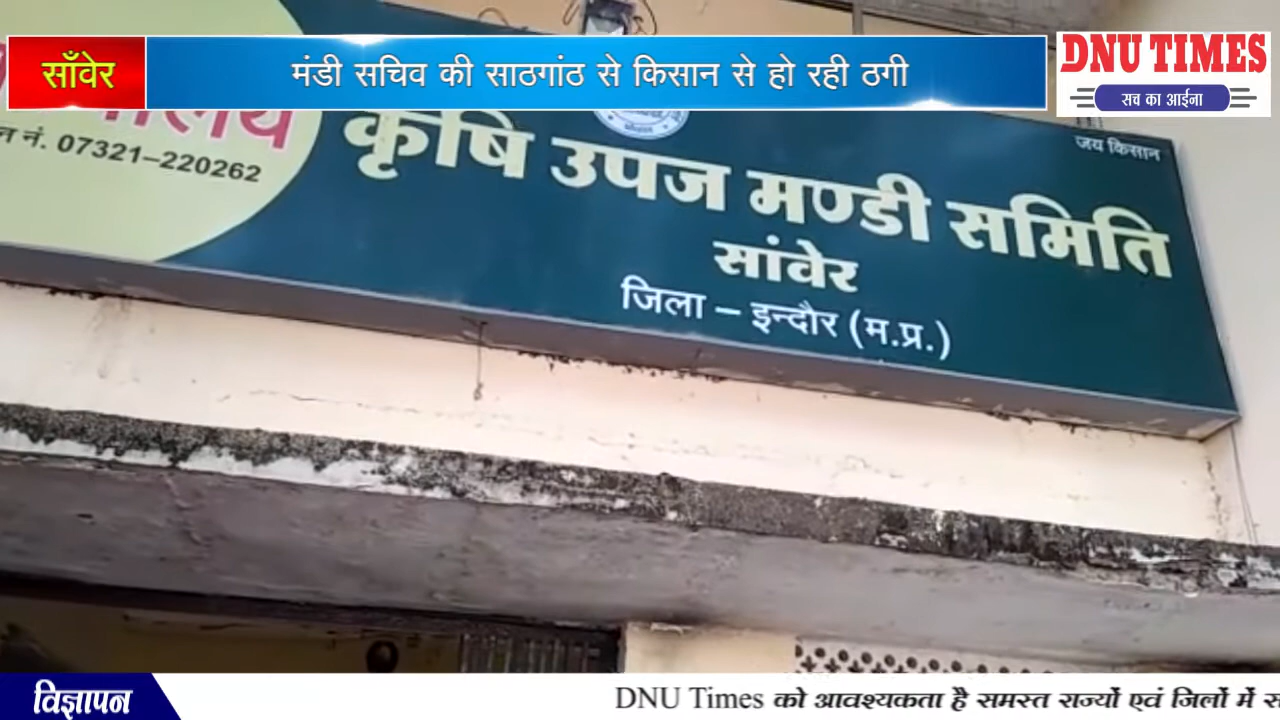 साँवेर
मंडी सचिव की साठगांठ से किसान से हो रही ठगी
DNU TIMES
सच का आईना
जय किसान
न नं. 07321-220262
कृषि उपज मण्डी समिति
सांवेर
जिला - इन्दौर (म.प्र.)
विज्ञापन
DNU Times को आवश्यकता है समस्त राज्यों एवं जिलों में